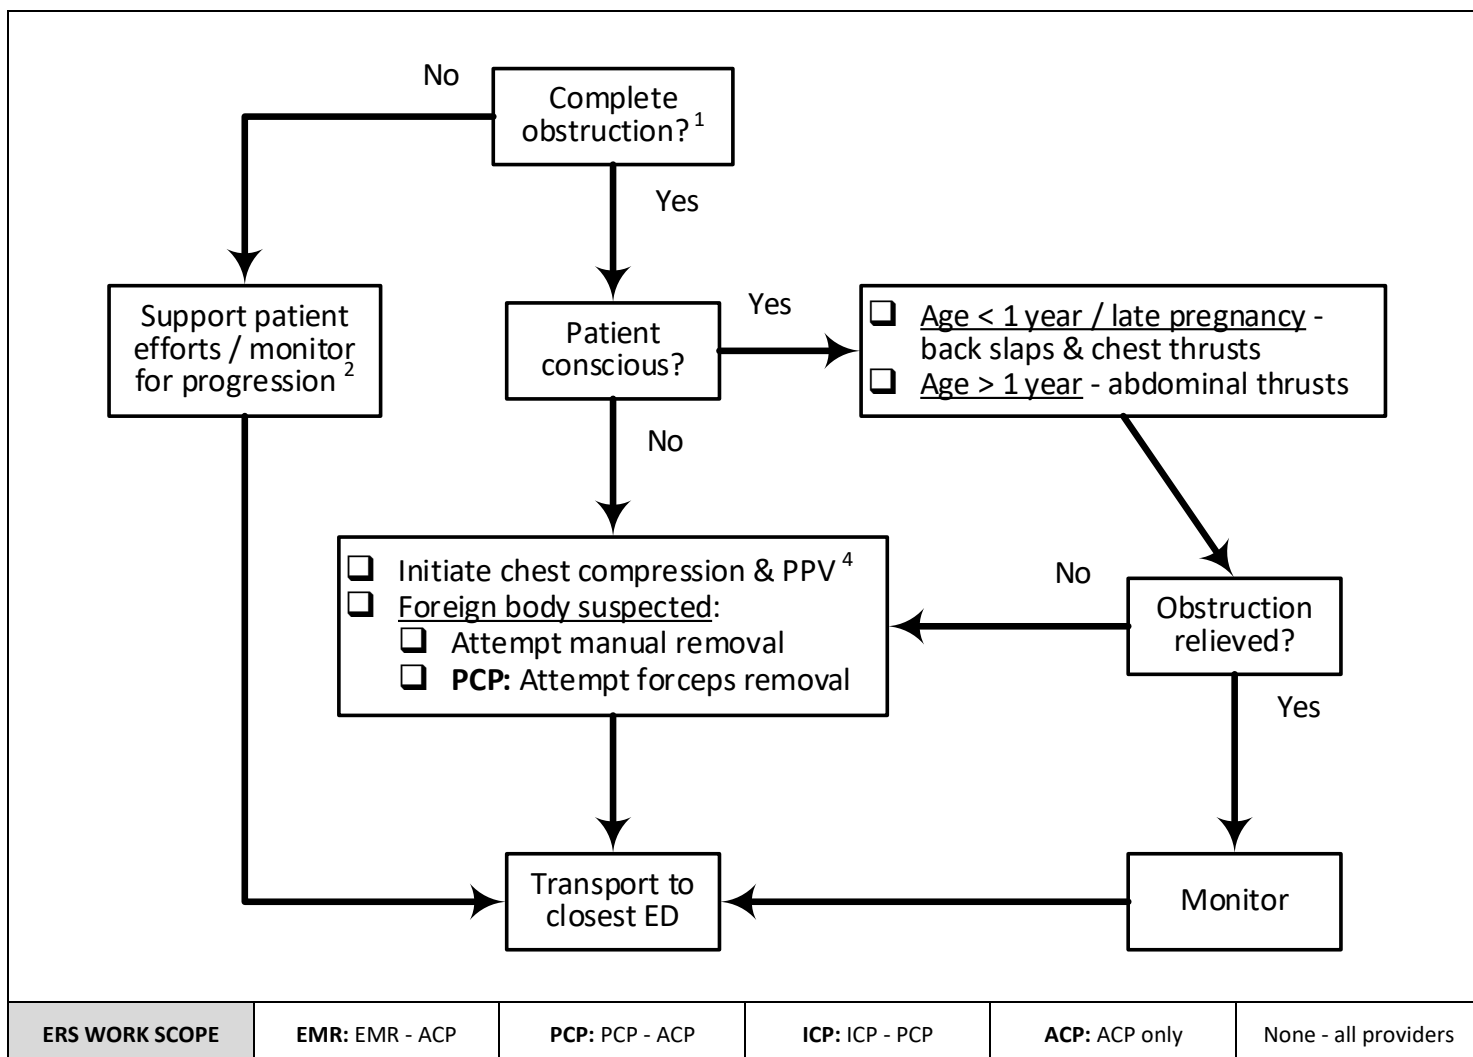 No
Complete
obstruction? 1
Yes
Support patient
efforts / monitor
for progression 2
Patient
conscious?
Yes
❑ Age < 1 year / late pregnancy -
back slaps & chest thrusts
❑ Age > 1 year - abdominal thrusts
No
❑ Initiate chest compression & PPV 4
❑ Foreign body suspected:
❑ Attempt manual removal
❑ PCP: Attempt forceps removal
No
Obstruction
relieved?
Yes
Transport to
closest ED
Monitor
ERS WORK SCOPE
EMR: EMR - ACP
PCP: PCP - ACP
ICP: ICP - PCP
ACP: ACP only
None - all providers